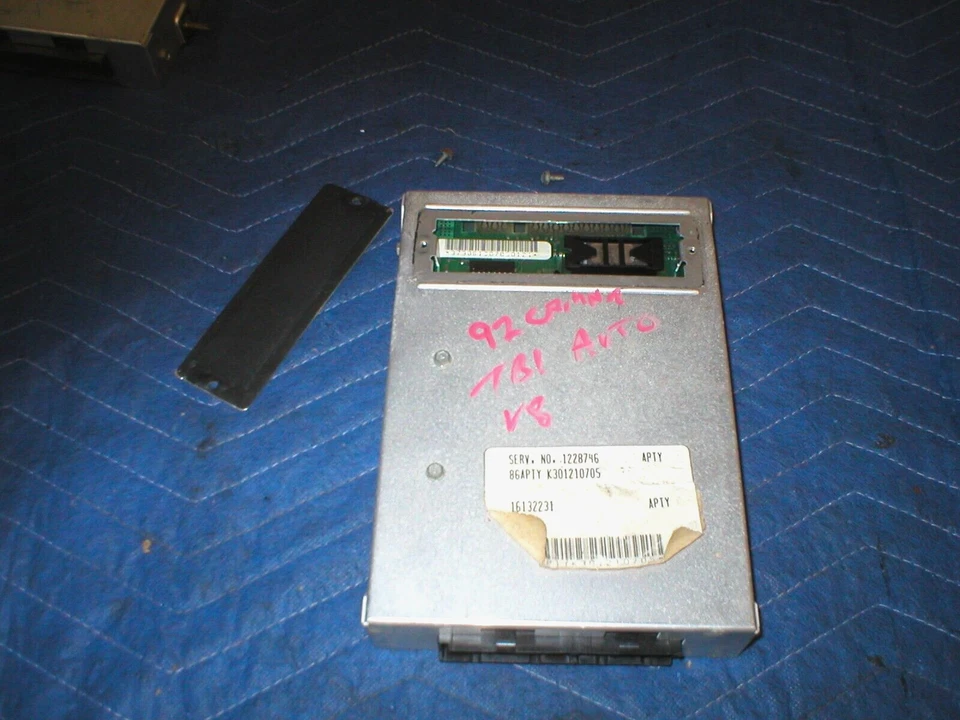 92 CAMARO
TBI AUTO
V8
SERV. NO. 1228746 APTY
86APTY K301210705
16132231 APTY